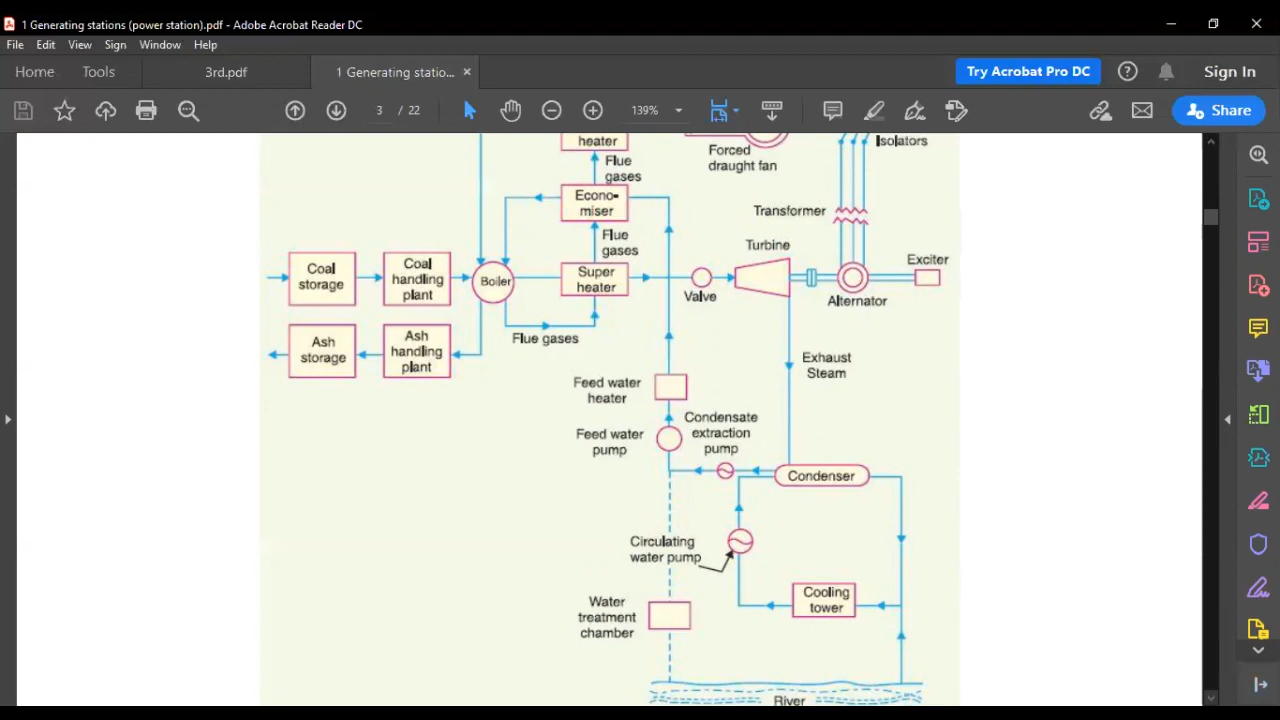 1 Generating stations (power station).pdf - Adobe Acrobat Reader DC
File Edit View Sign Window Help
Home Tools 3rd.pdf 1 Generating statio... ×
Try Acrobat Pro DC
Sign In
3 / 22
139%
Share
heater
Flue
gases
Forced
draught fan
Isolators
Econo-
miser
Transformer
Flue
gases
Turbine
Coal
storage
Coal
handling
plant
Boiler
Super
heater
Valve
Exciter
Alternator
Flue gases
Ash
storage
Ash
handling
plant
Exhaust
Steam
Feed water
heater
Condensate
extraction
pump
Feed water
pump
Condenser
Circulating
water pump
Cooling
tower
Water
treatment
chamber
River